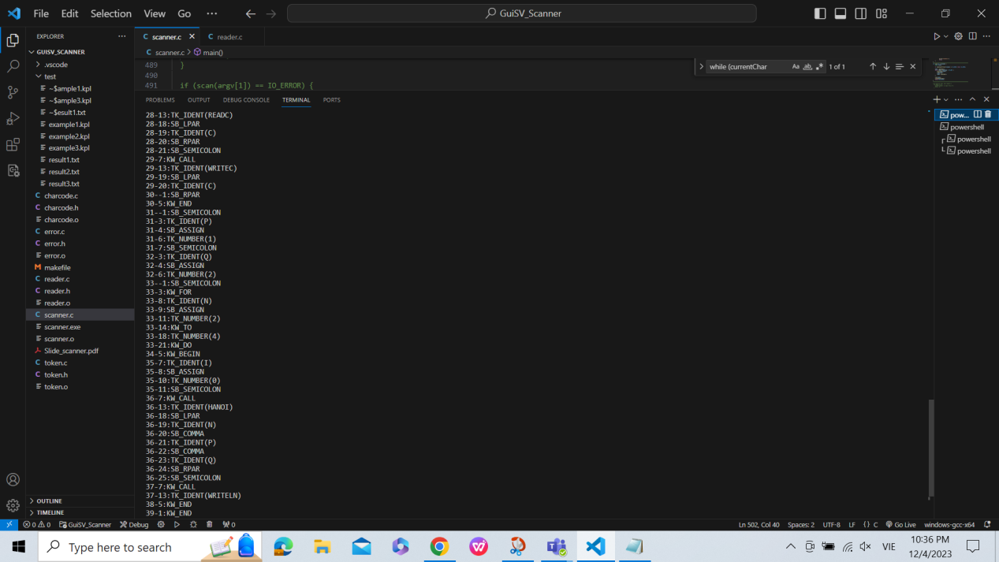 File Edit Selection View Go ··· GuiSV_Scanner
EXPLORER ···
GUISV_SCANNER
.vscode
test
~$ample1.kpl
~$ample3.kpl
~$esult1.txt
example1.kpl
example2.kpl
example3.kpl
result1.txt
result2.txt
result3.txt
C charcode.c
C charcode.h
charcode.o
C error.c
C error.h
error.o
M makefile
C reader.c
C reader.h
reader.o
C scanner.c
scanner.exe
scanner.o
Slide_scanner.pdf
C token.c
C token.h
token.o
OUTLINE
TIMELINE
C scanner.c C reader.c
C scanner.c > main()
489 }
490
491 if (scan(argv[1]) == IO_ERROR) {
while (currentChar Aa ab .* 1 of 1
PROBLEMS OUTPUT DEBUG CONSOLE TERMINAL PORTS
28-13:TK_IDENT(READC)
28-18:SB_LPAR
28-19:TK_IDENT(C)
28-20:SB_RPAR
28-21:SB_SEMICOLON
29-7:KW_CALL
29-13:TK_IDENT(WRITEC)
29-19:SB_LPAR
29-20:TK_IDENT(C)
30--1:SB_RPAR
30-5:KW_END
31--1:SB_SEMICOLON
31-3:TK_IDENT(P)
31-4:SB_ASSIGN
31-6:TK_NUMBER(1)
31-7:SB_SEMICOLON
32-3:TK_IDENT(Q)
32-4:SB_ASSIGN
32-6:TK_NUMBER(2)
33--1:SB_SEMICOLON
33-3:KW_FOR
33-8:TK_IDENT(N)
33-9:SB_ASSIGN
33-11:TK_NUMBER(2)
33-14:KW_TO
33-18:TK_NUMBER(4)
33-21:KW_DO
34-5:KW_BEGIN
35-7:TK_IDENT(I)
35-8:SB_ASSIGN
35-10:TK_NUMBER(0)
35-11:SB_SEMICOLON
36-7:KW_CALL
36-13:TK_IDENT(HANOI)
36-18:SB_LPAR
36-19:TK_IDENT(N)
36-20:SB_COMMA
36-21:TK_IDENT(P)
36-22:SB_COMMA
36-23:TK_IDENT(Q)
36-24:SB_RPAR
36-25:SB_SEMICOLON
37-7:KW_CALL
37-13:TK_IDENT(WRITELN)
38-5:KW_END
39-1:KW_END
pow...
powershell
powershell
powershell
0 0 GuiSV_Scanner Debug 0 Ln 502, Col 40 Spaces: 2 UTF-8 LF {} C Go Live windows-gcc-x64
Type here to search VIE 10:36 PM
12/4/2023